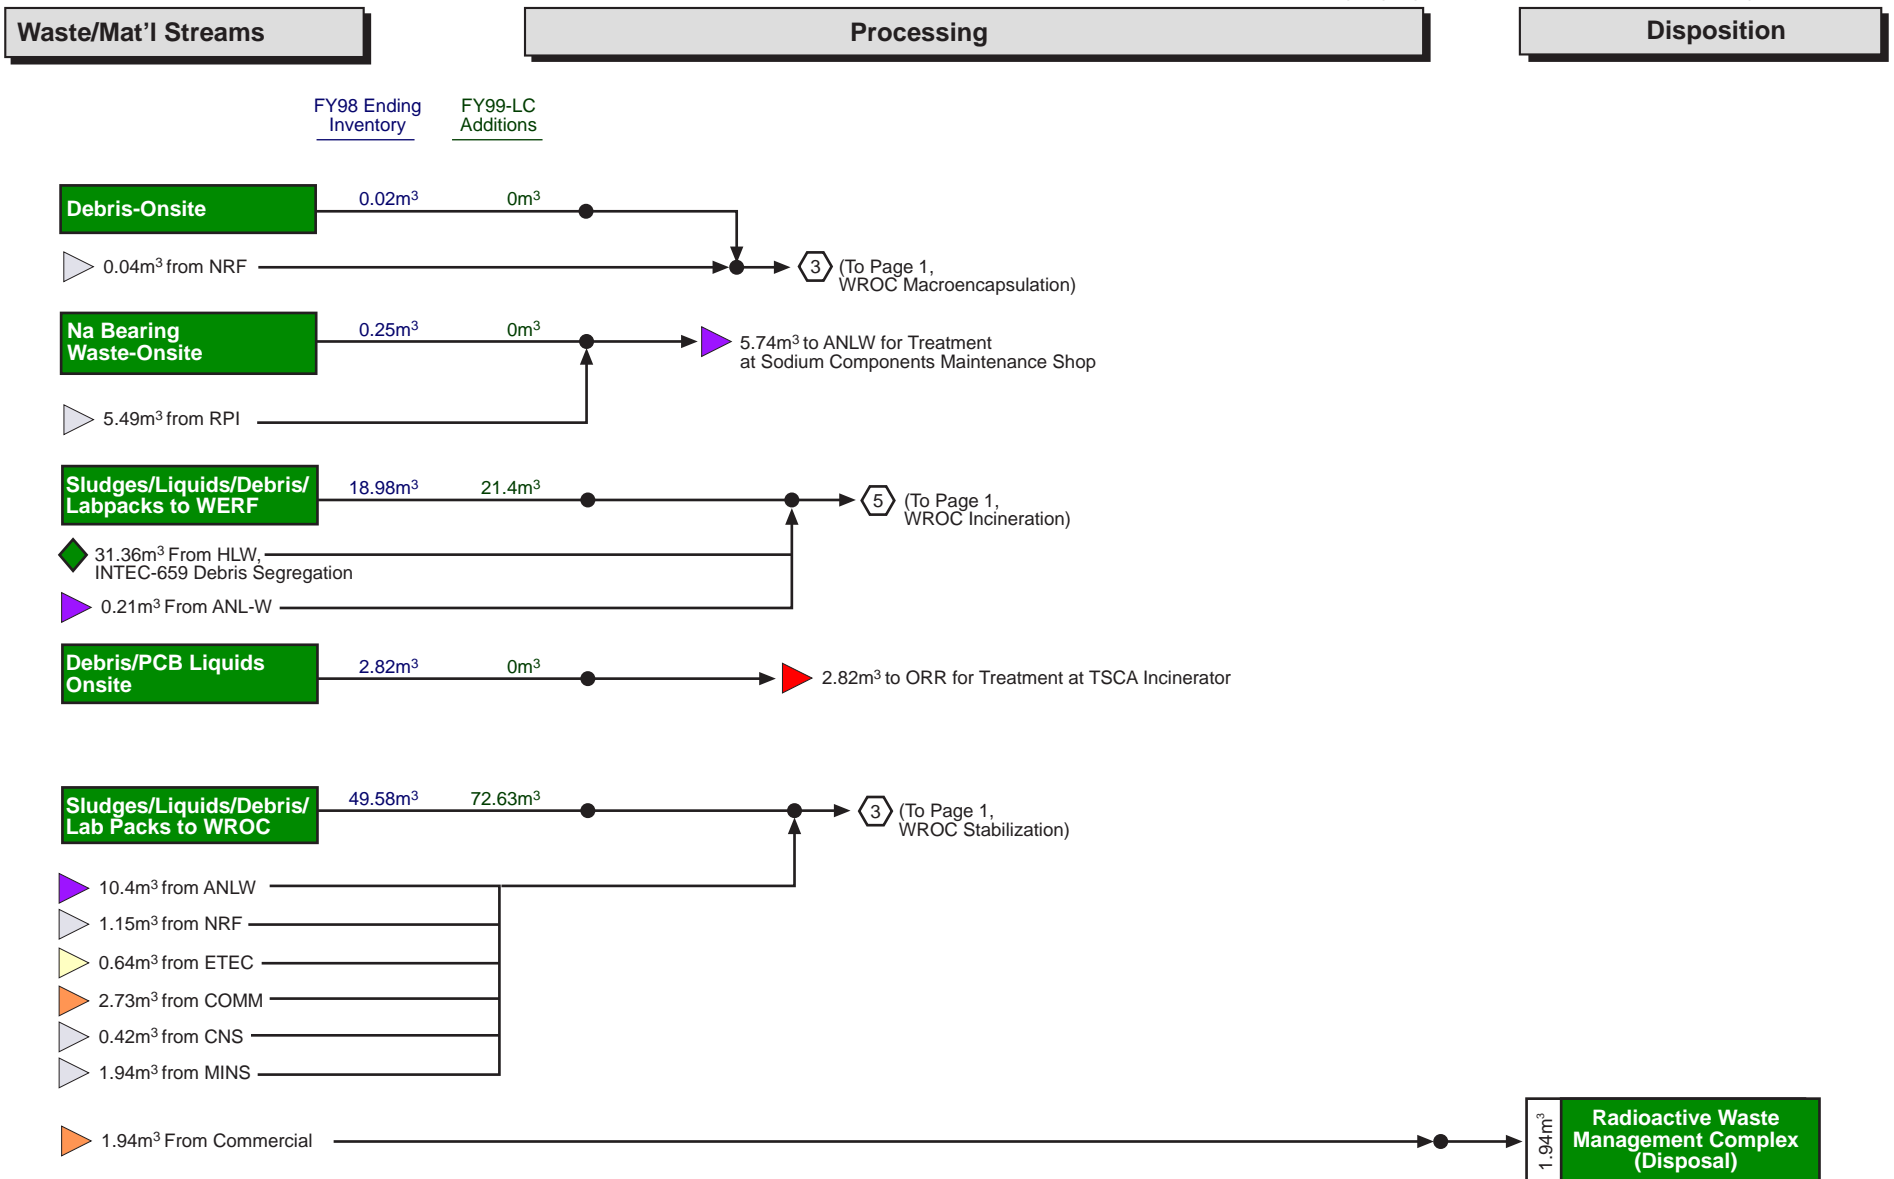 Waste/Mat'l Streams
Processing
Disposition
FY98 Ending
Inventory
FY99-LC
Additions
Debris-Onsite
0.02m³
0m³
0.04m³ from NRF
3
(To Page 1,
WROC Macroencapsulation)
Na Bearing
Waste-Onsite
0.25m³
0m³
5.74m³ to ANLW for Treatment
at Sodium Components Maintenance Shop
5.49m³ from RPI
Sludges/Liquids/Debris/
Labpacks to WERF
18.98m³
21.4m³
5
(To Page 1,
WROC Incineration)
31.36m³ From HLW,
INTEC-659 Debris Segregation
0.21m³ From ANL-W
Debris/PCB Liquids
Onsite
2.82m³
0m³
2.82m³ to ORR for Treatment at TSCA Incinerator
Sludges/Liquids/Debris/
Lab Packs to WROC
49.58m³
72.63m³
3
(To Page 1,
WROC Stabilization)
10.4m³ from ANLW
1.15m³ from NRF
0.64m³ from ETEC
2.73m³ from COMM
0.42m³ from CNS
1.94m³ from MINS
1.94m³ From Commercial
1.94m³
Radioactive Waste
Management Complex
(Disposal)